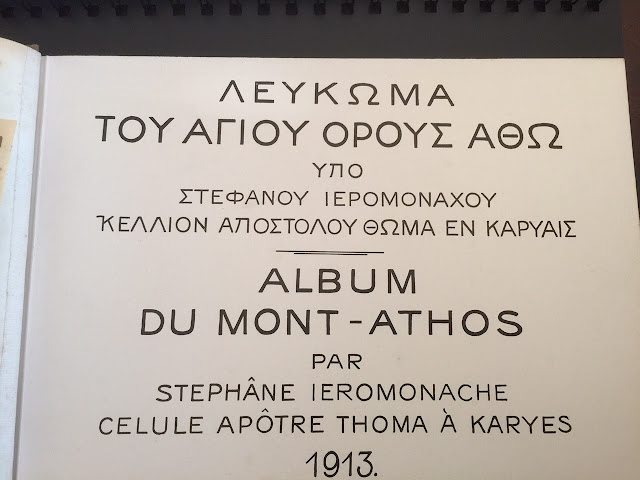 ΛΕΥΚΩΜΑ
ΤΟΥ ΑΓΙΟΥ ΟΡΟΥΣ ΑΘΩ
ΥΠΟ
ΣΤΕΦΑΝΟΥ ΙΕΡΟΜΟΝΑΧΟΥ
ΚΕΛΛΙΟΝ ΑΠΟΣΤΟΛΟΥ ΘΩΜΑ ΕΝ ΚΑΡΥΑΙΣ
ALBUM
DU MONT-ATHOS
PAR
STEPHÂNE IEROMONACHE
CELULE APÔTRE THOMA À KARYES
1913.